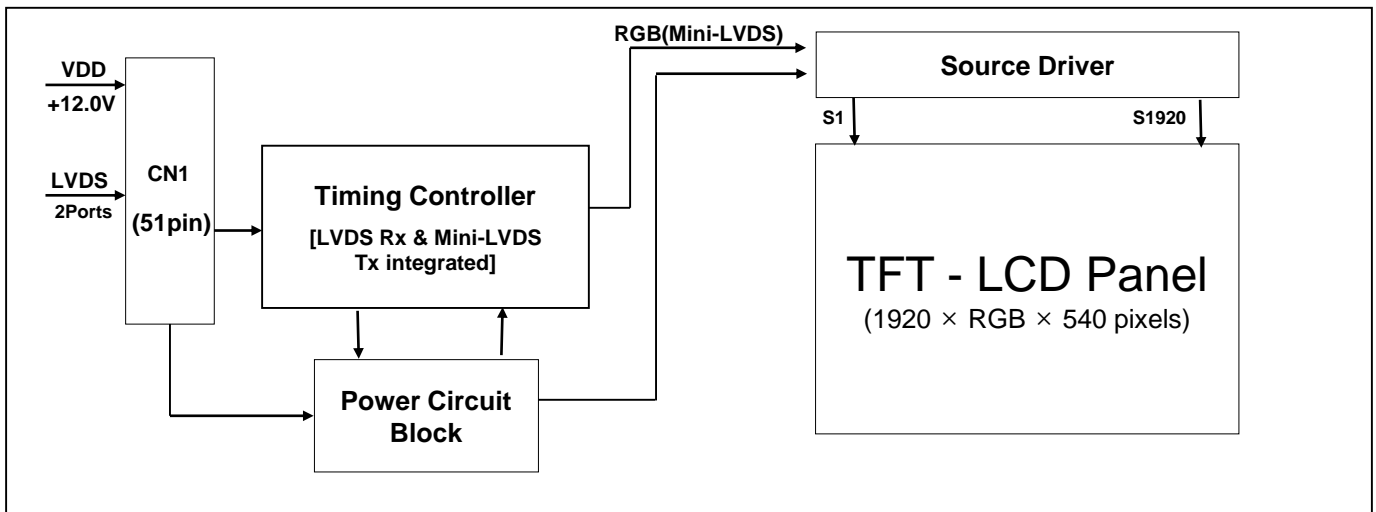 RGB(Mini-LVDS)
VDD
+12.0V
LVDS
2Ports
CN1
(51pin)
Timing Controller
[LVDS Rx & Mini-LVDS
Tx integrated]
Power Circuit
Block
Source Driver
S1
S1920
TFT - LCD Panel
(1920 × RGB × 540 pixels)